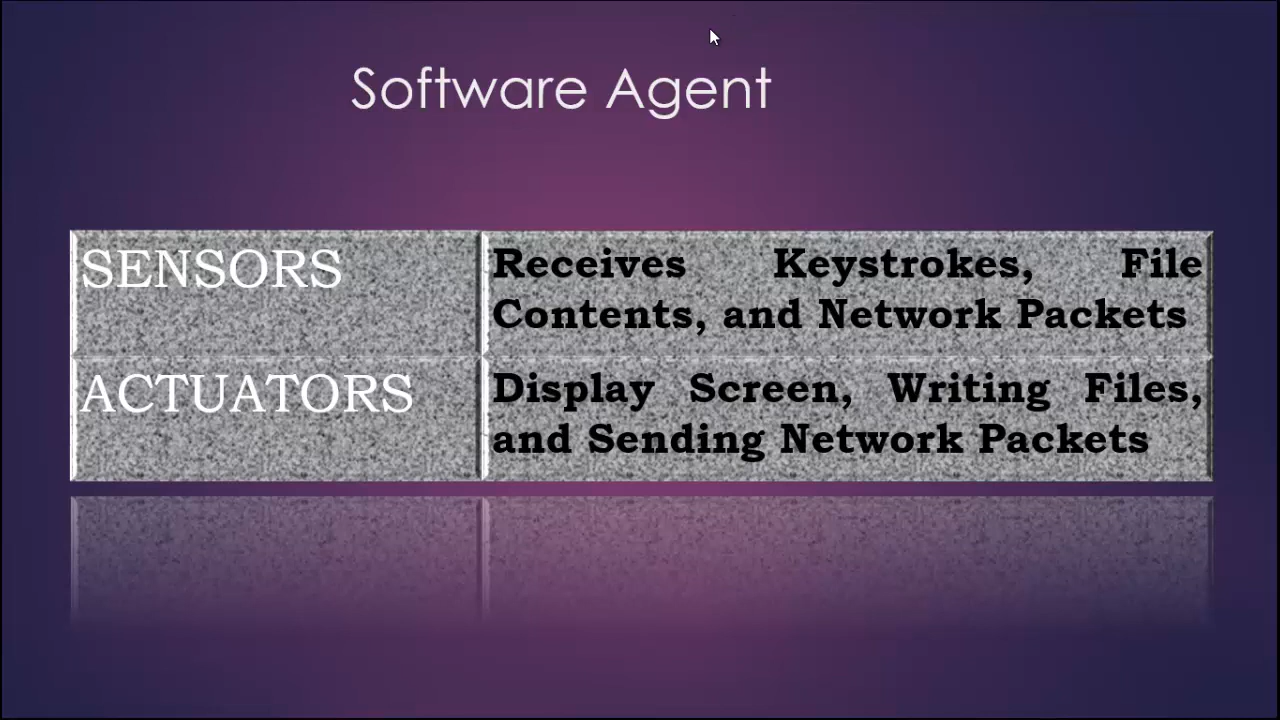 Software Agent
SENSORS
Receives Keystrokes, File
Contents, and Network Packets
ACTUATORS
Display Screen, Writing Files,
and Sending Network Packets